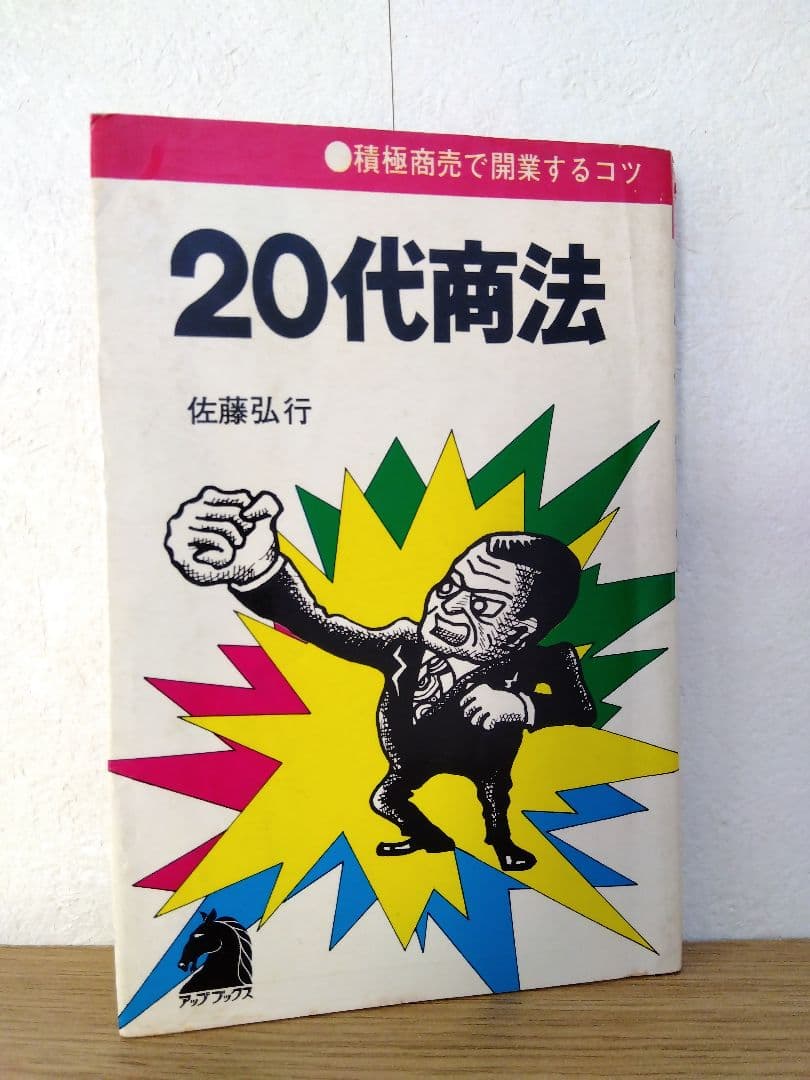 ●積極商売で開業するコツ
20代商法
佐藤弘行
アップブックス